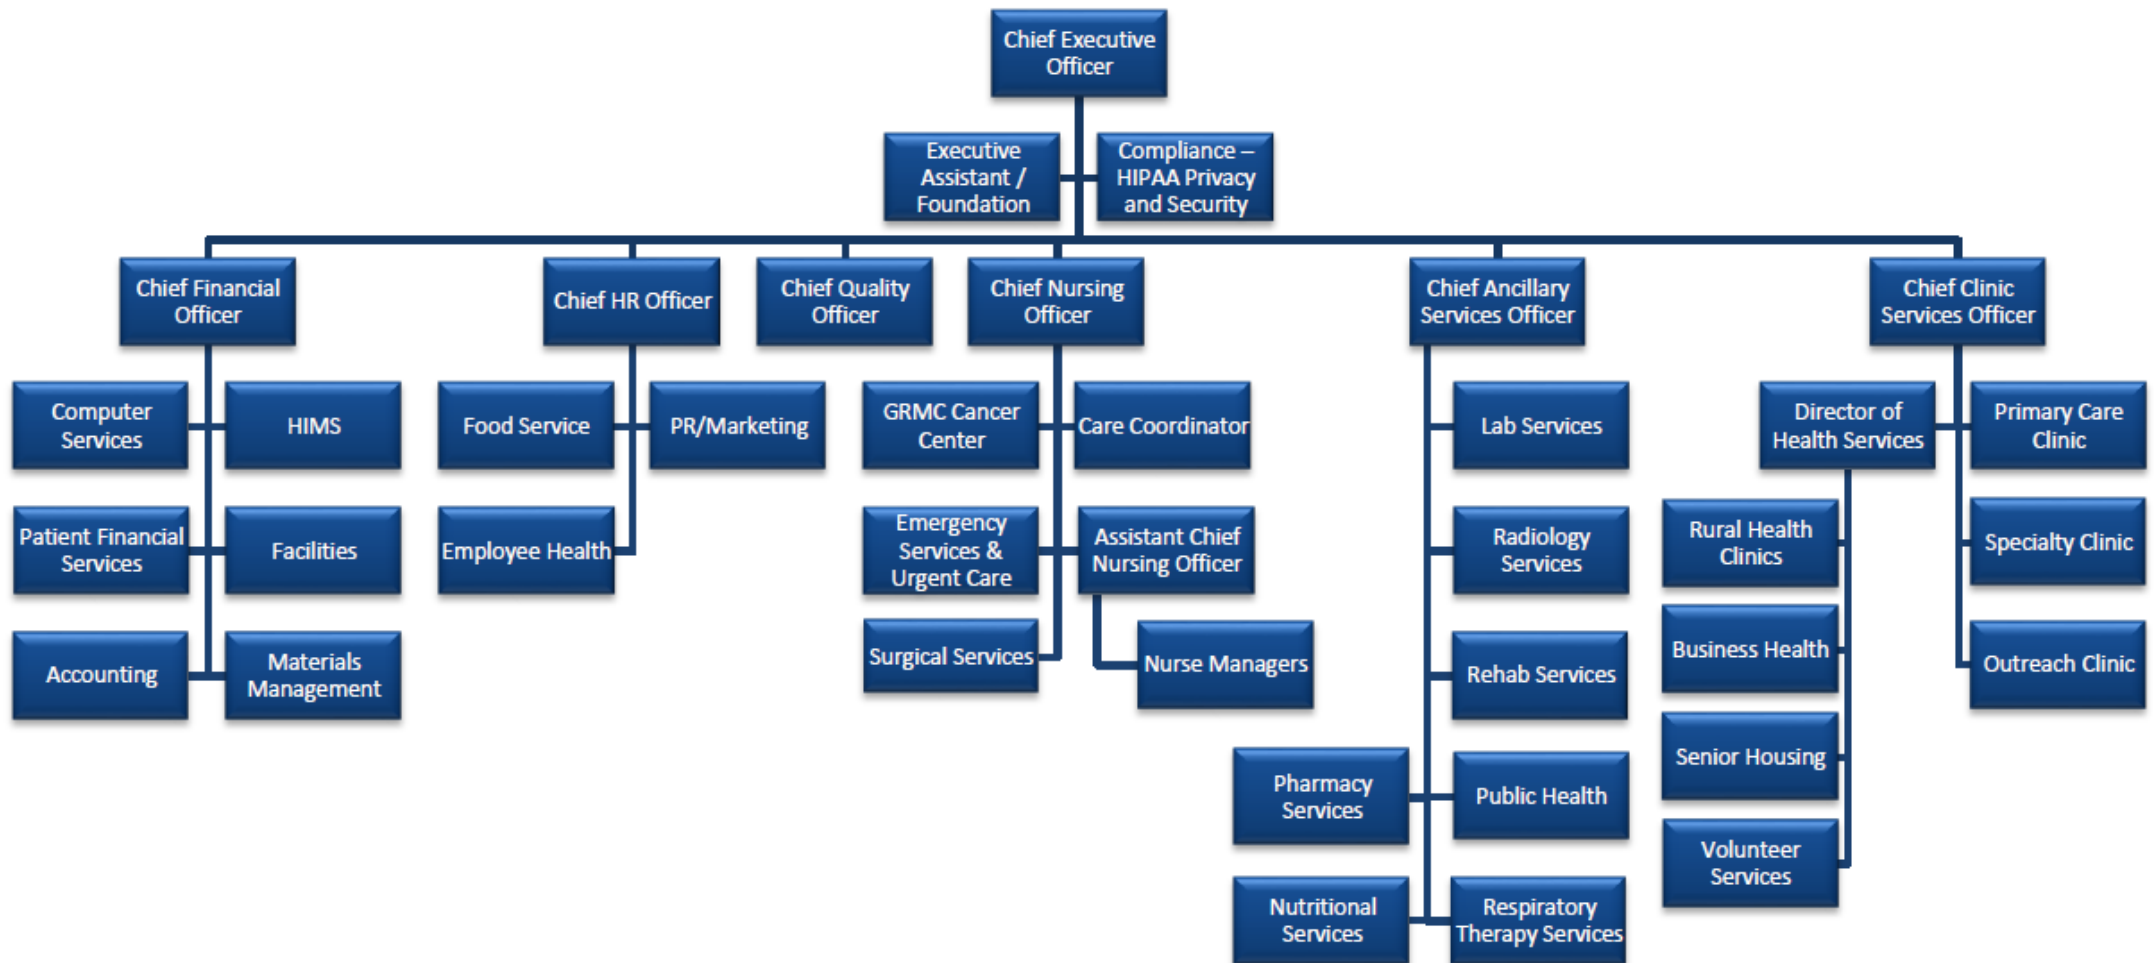 Chief Executive
Officer
Executive
Assistant /
Foundation
Compliance –
HIPAA Privacy
and Security
Chief Financial
Officer
Chief HR Officer
Chief Quality
Officer
Chief Nursing
Officer
Chief Ancillary
Services Officer
Chief Clinic
Services Officer
Computer
Services
HIMS
Food Service
PR/Marketing
GRMC Cancer
Center
Care Coordinator
Lab Services
Director of
Health Services
Primary Care
Clinic
Patient Financial
Services
Facilities
Employee Health
Emergency
Services &
Urgent Care
Assistant Chief
Nursing Officer
Radiology
Services
Rural Health
Clinics
Specialty Clinic
Accounting
Materials
Management
Surgical Services
Nurse Managers
Rehab Services
Business Health
Outreach Clinic
Pharmacy
Services
Public Health
Senior Housing
Volunteer
Services
Nutritional
Services
Respiratory
Therapy Services